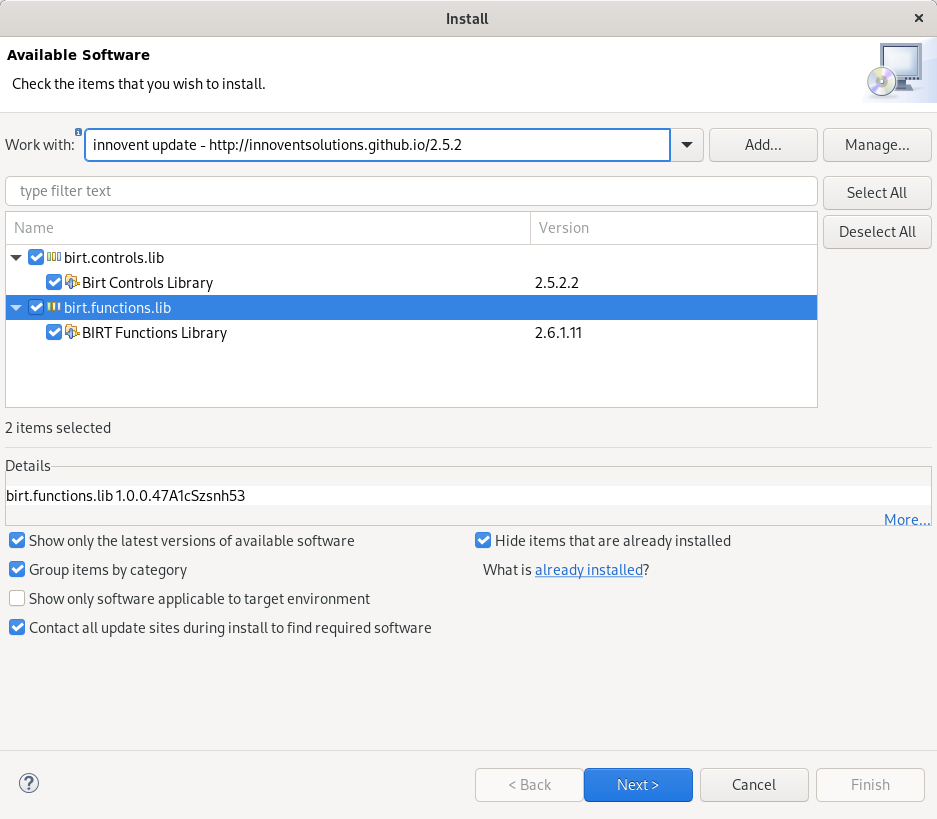 Install
Available Software
Check the items that you wish to install.
Work with: innovent update - http://innoventsolutions.github.io/2.5.2 Add... Manage...
type filter text Select All
Name Version Deselect All
birt.controls.lib
Birt Controls Library 2.5.2.2
birt.functions.lib
BIRT Functions Library 2.6.1.11
2 items selected
Details
birt.functions.lib 1.0.0.47A1cSzsnh53
More...
Show only the latest versions of available software Hide items that are already installed
Group items by category What is already installed?
Show only software applicable to target environment
Contact all update sites during install to find required software
? < Back Next > Cancel Finish